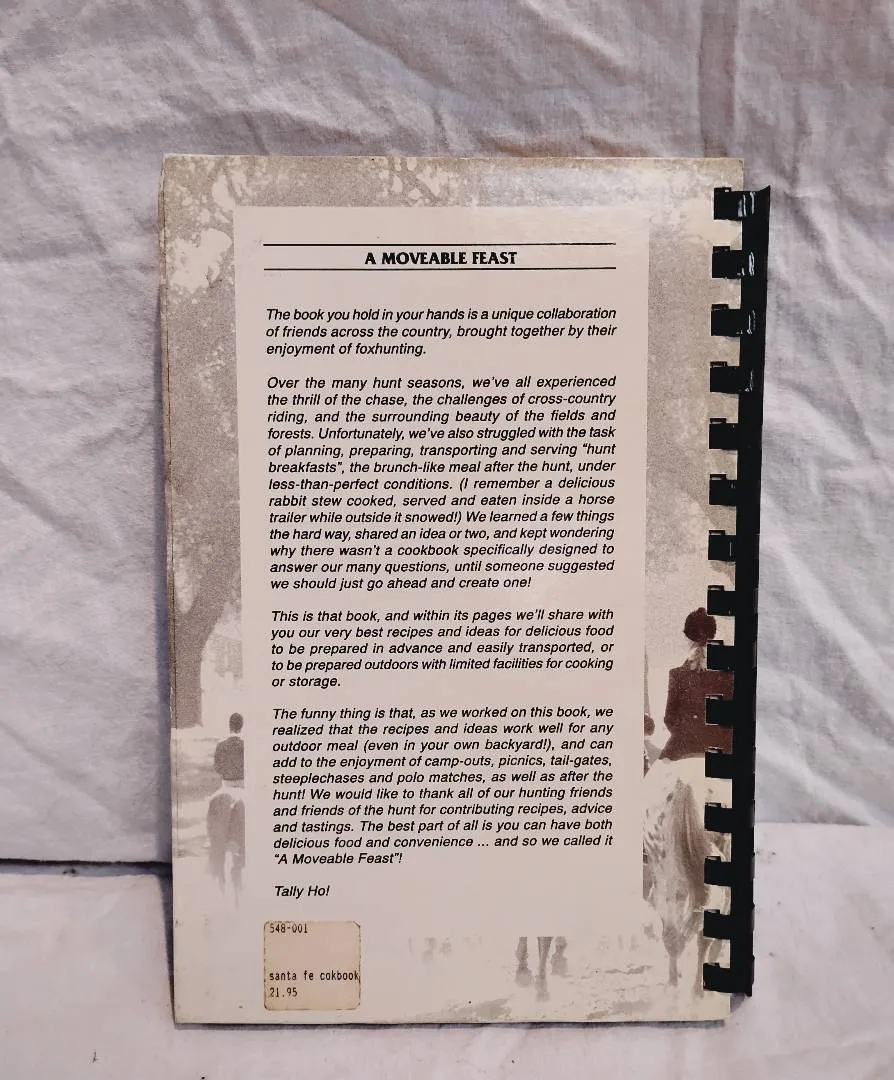 A MOVEABLE FEAST
The book you hold in your hands is a unique collaboration
of friends across the country, brought together by their
enjoyment of foxhunting.
Over the many hunt seasons, we've all experienced
the thrill of the chase, the challenges of cross-country
riding, and the surrounding beauty of the fields and
forests. Unfortunately, we've also struggled with the task
of planning, preparing, transporting and serving "hunt
breakfasts", the brunch-like meal after the hunt, under
less-than-perfect conditions. (I remember a delicious
rabbit stew cooked, served and eaten inside a horse
trailer while outside it snowed!) We learned a few things
the hard way, shared an idea or two, and kept wondering
why there wasn't a cookbook specifically designed to
answer our many questions, until someone suggested
we should just go ahead and create one!
This is that book, and within its pages we'll share with
you our very best recipes and ideas for delicious food
to be prepared in advance and easily transported, or
to be prepared outdoors with limited facilities for cooking
or storage.
The funny thing is that, as we worked on this book, we
realized that the recipes and ideas work well for any
outdoor meal (even in your own backyard!), and can
add to the enjoyment of camp-outs, picnics, tail-gates,
steeplechases and polo matches, as well as after the
hunt! We would like to thank all of our hunting friends
and friends of the hunt for contributing recipes, advice
and tastings. The best part of all is you can have both
delicious food and convenience ... and so we called it
"A Moveable Feast"!
Tally Ho!
548-001
santa fe cokbook
21.95